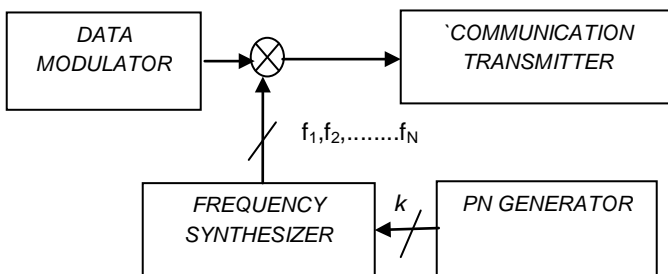 DATA
MODULATOR
`COMMUNICATION
TRANSMITTER
f₁,f₂,........fN
FREQUENCY
SYNTHESIZER
k
PN GENERATOR